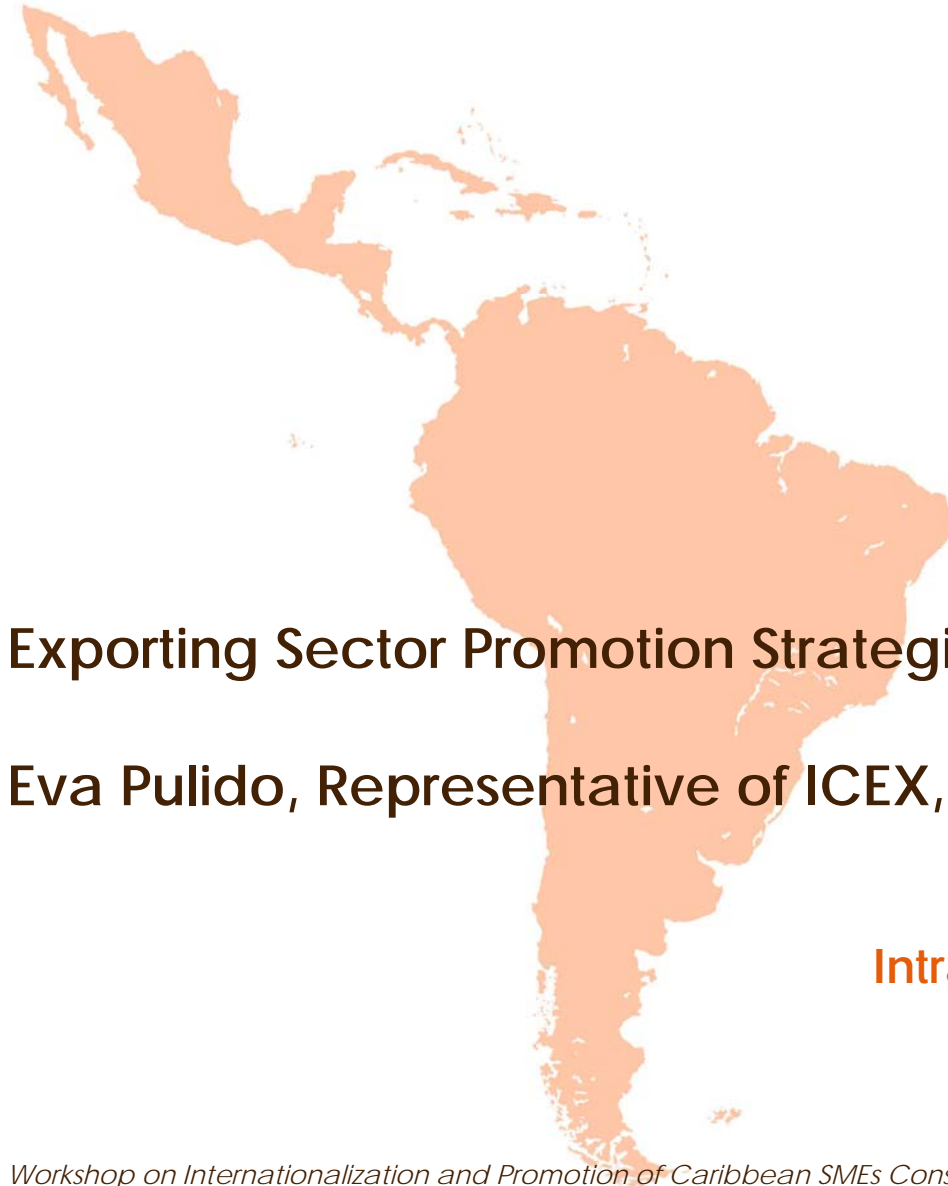 Exporting Sector Promotion Strategi
Eva Pulido, Representative of ICEX,
Intr
Workshop on Internationalization and Promotion of Caribbean SMEs Cons